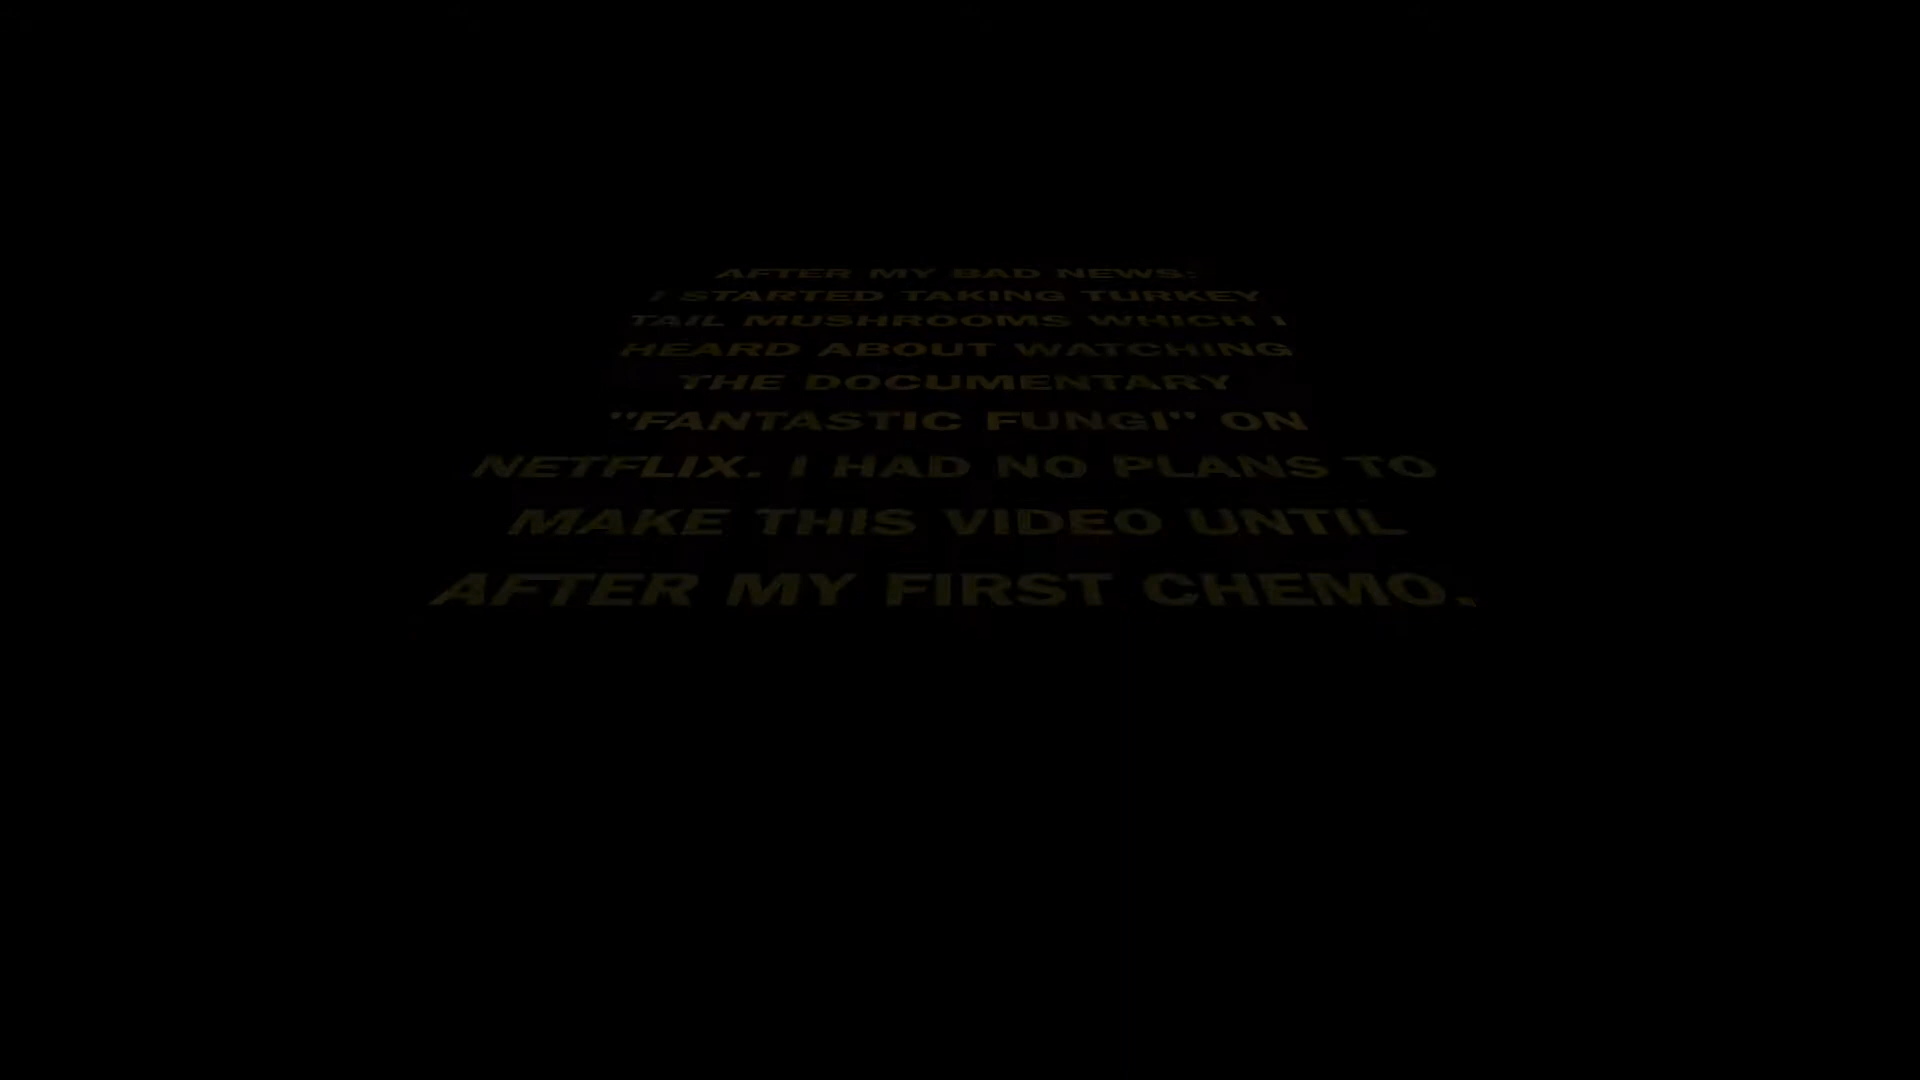 AFTER MY BAD NEWS:
I STARTED TAKING TURKEY
TAIL MUSHROOMS WHICH I
HEARD ABOUT WATCHING
THE DOCUMENTARY
"FANTASTIC FUNGI" ON
NETFLIX. I HAD NO PLANS TO
MAKE THIS VIDEO UNTIL
AFTER MY FIRST CHEMO.